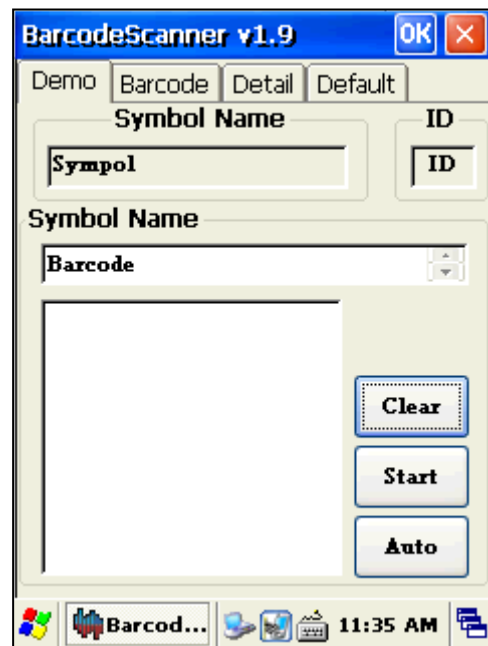 BarcodeScanner v1.9 OK
Demo Barcode Detail Default
Symbol Name ID
Sympol ID
Symbol Name
Barcode
Clear
Start
Auto
Barcod... 11:35 AM